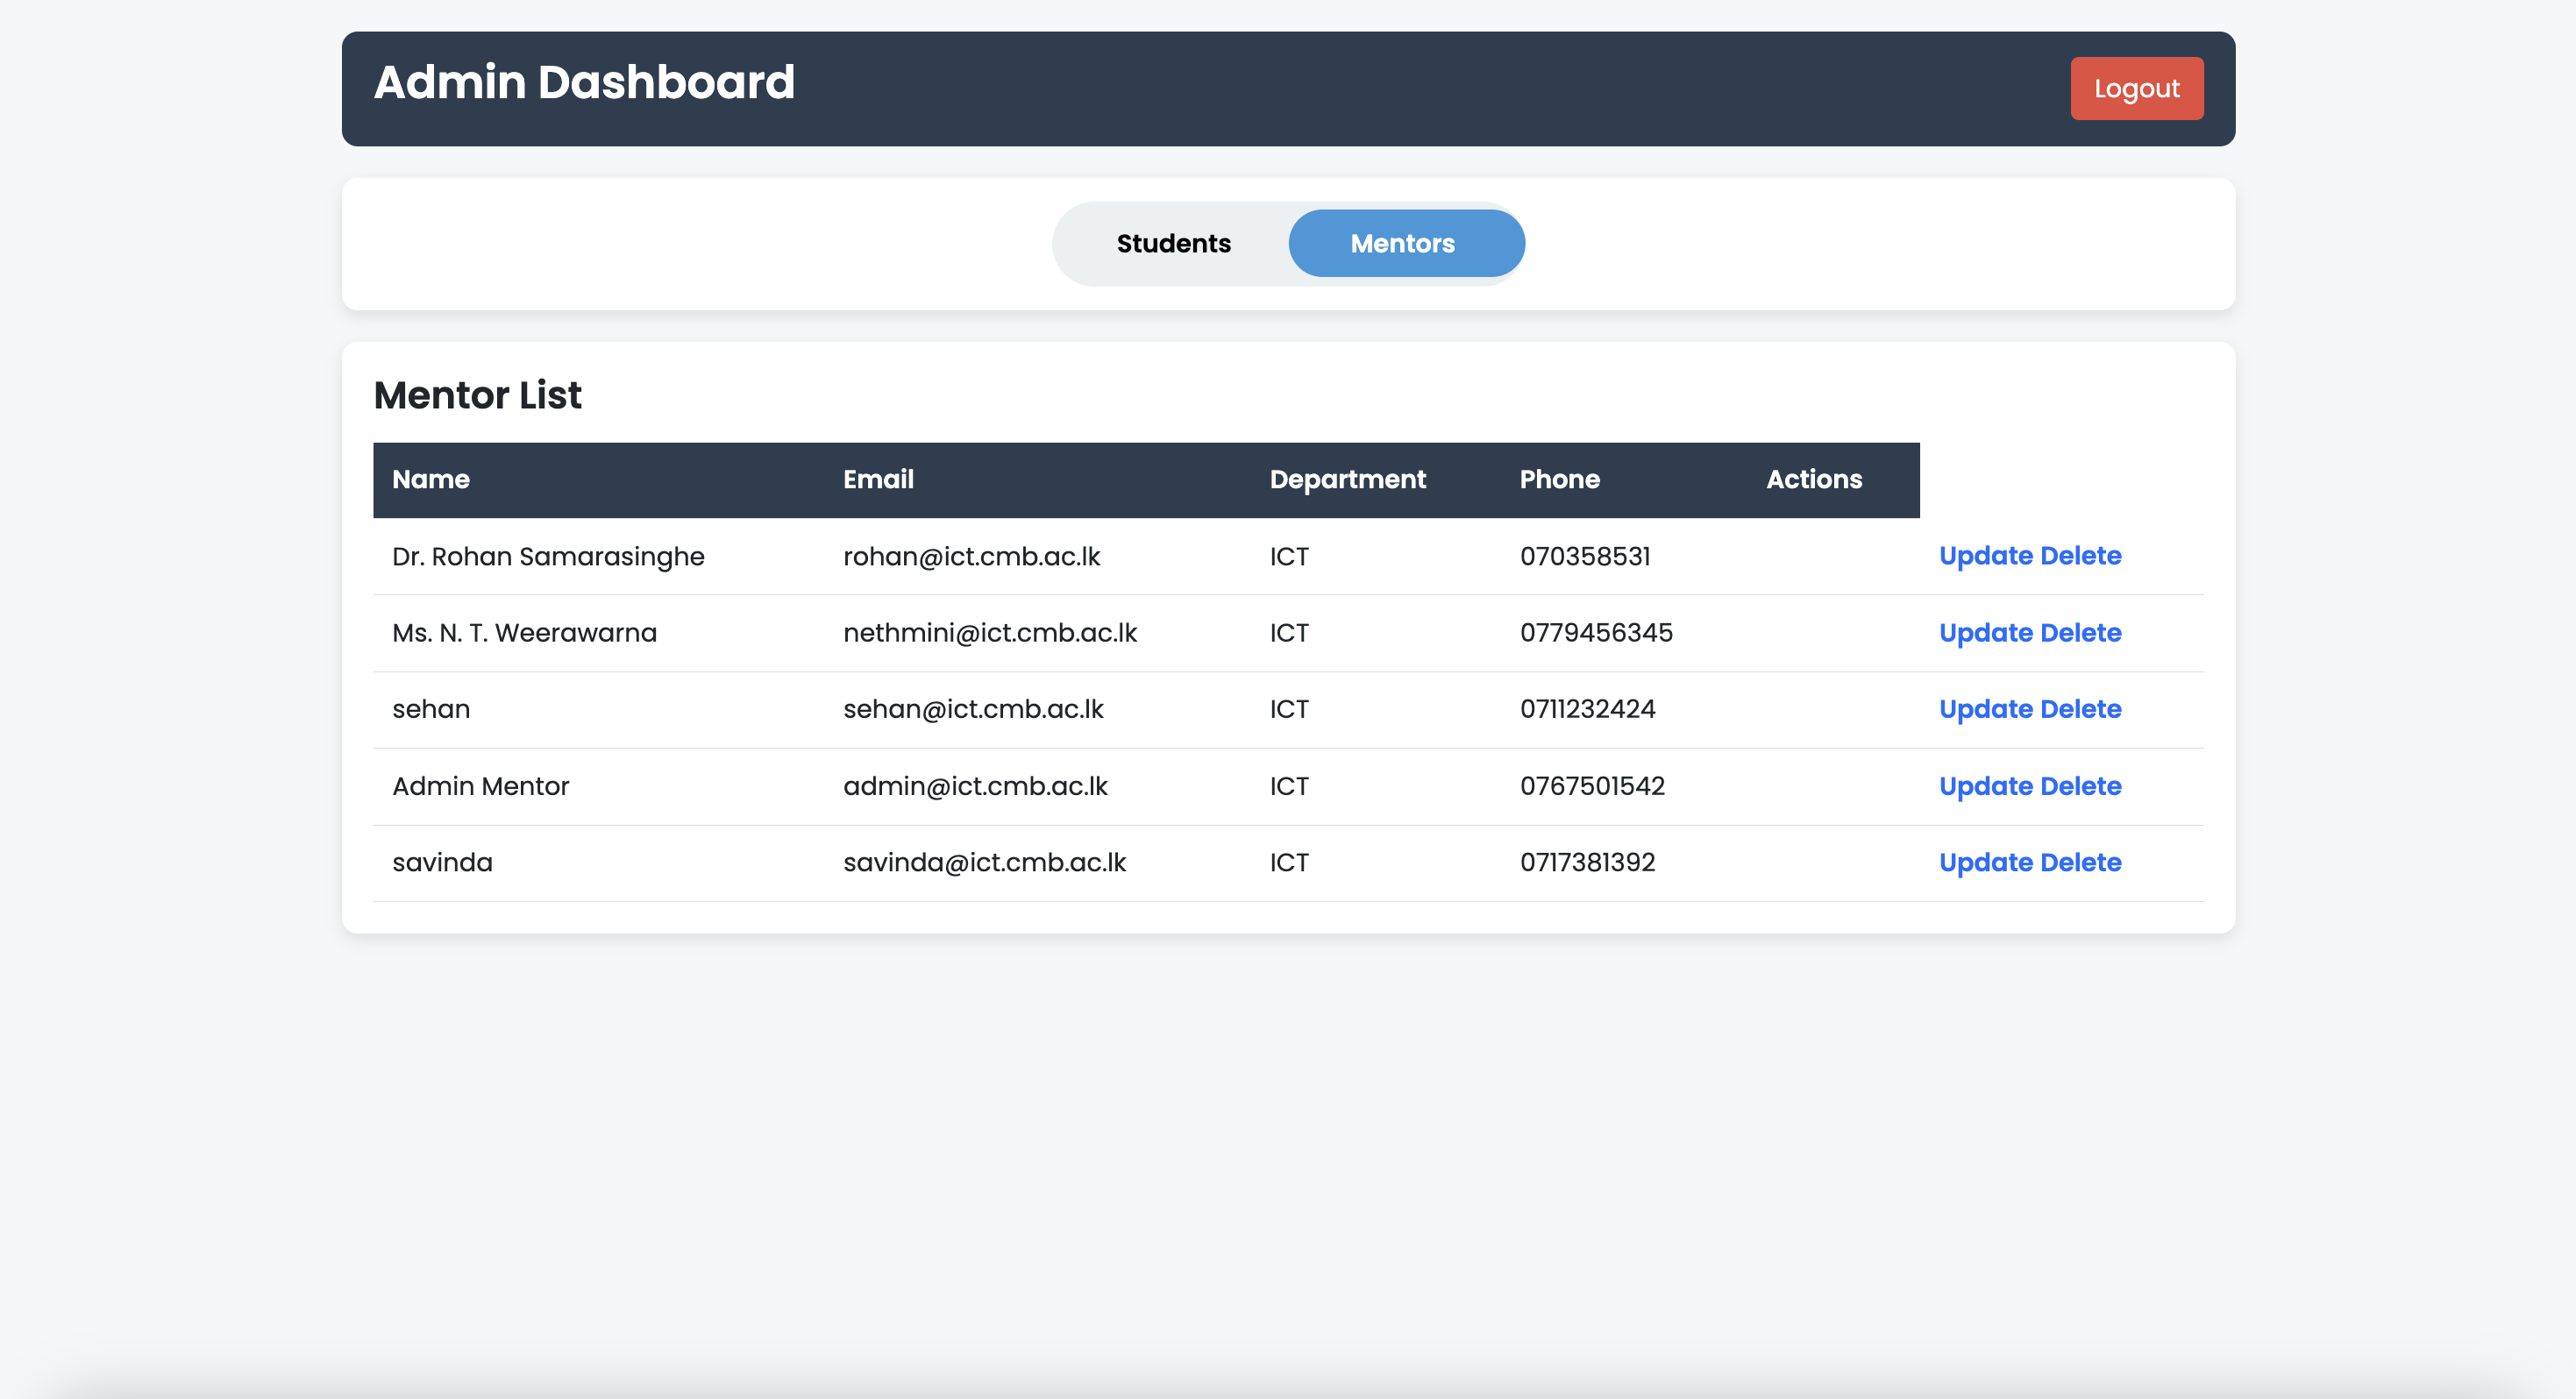 Admin Dashboard
Logout
Students Mentors
Mentor List
Name Email Department Phone Actions
Dr. Rohan Samarasinghe rohan@ict.cmb.ac.lk ICT 070358531 Update Delete
Ms. N. T. Weerawarna nethmini@ict.cmb.ac.lk ICT 0779456345 Update Delete
sehan sehan@ict.cmb.ac.lk ICT 0711232424 Update Delete
Admin Mentor admin@ict.cmb.ac.lk ICT 0767501542 Update Delete
savinda savinda@ict.cmb.ac.lk ICT 0717381392 Update Delete